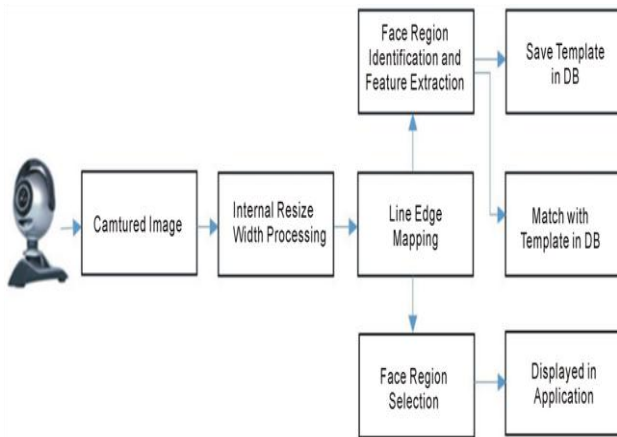 Face Region
Identification and
Feature Extraction
Save Template
in DB
Camtured Image
Internal Resize
Width Processing
Line Edge
Mapping
Match with
Template in DB
Face Region
Selection
Displayed in
Application